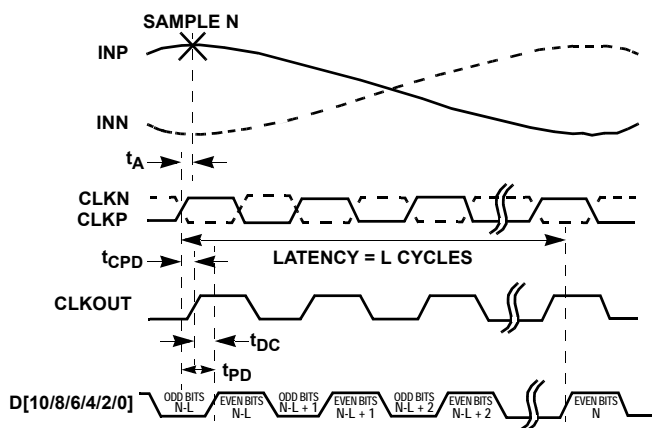 SAMPLE N
INP
INN
tA
CLKN
CLKP
LATENCY = L CYCLES
tCPD
CLKOUT
tDC
tPD
D[10/8/6/4/2/0]
ODD BITS
N-L
EVEN BITS
N-L
ODD BITS
N-L + 1
EVEN BITS
N-L + 1
ODD BITS
N-L + 2
EVEN BITS
N-L + 2
EVEN BITS
N